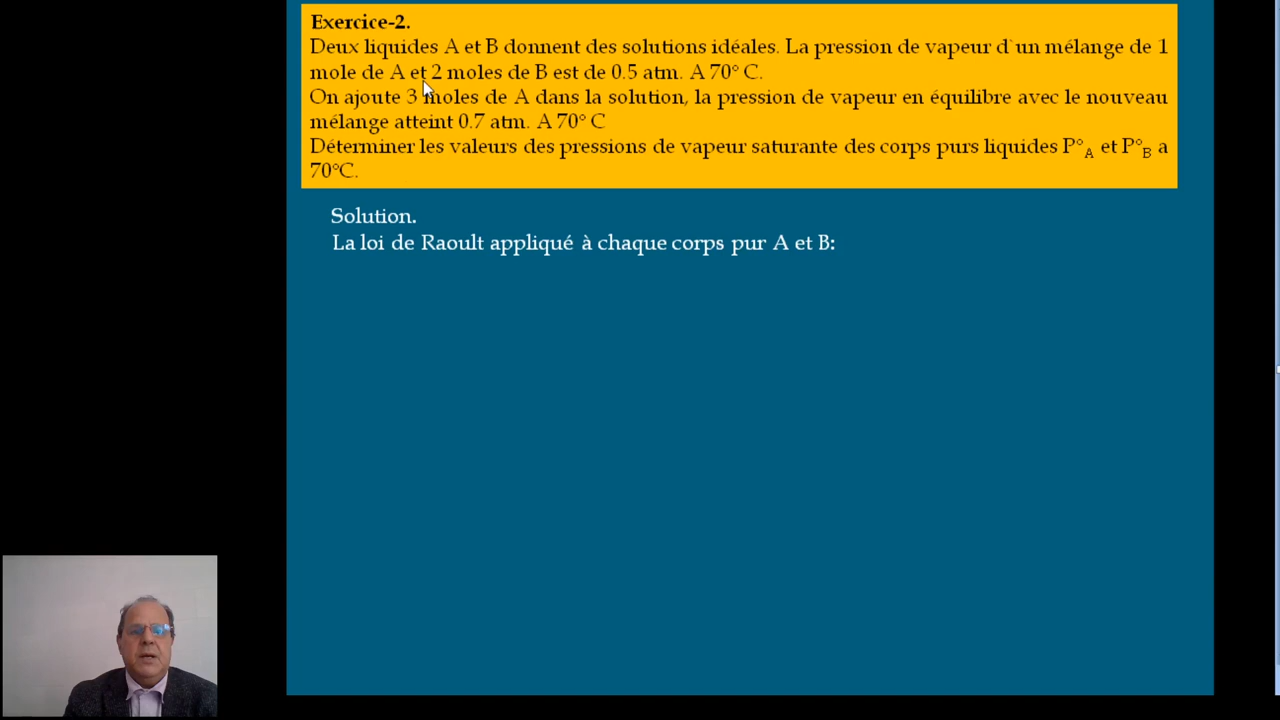 Exercice-2.
Deux liquides A et B donnent des solutions idéales. La pression de vapeur d`un mélange de 1
mole de A et 2 moles de B est de 0.5 atm. A 70° C.
On ajoute 3 moles de A dans la solution, la pression de vapeur en équilibre avec le nouveau
mélange atteint 0.7 atm. A 70° C
Déterminer les valeurs des pressions de vapeur saturante des corps purs liquides P°A et P°B a
70°C.
Solution.
La loi de Raoult appliqué à chaque corps pur A et B: